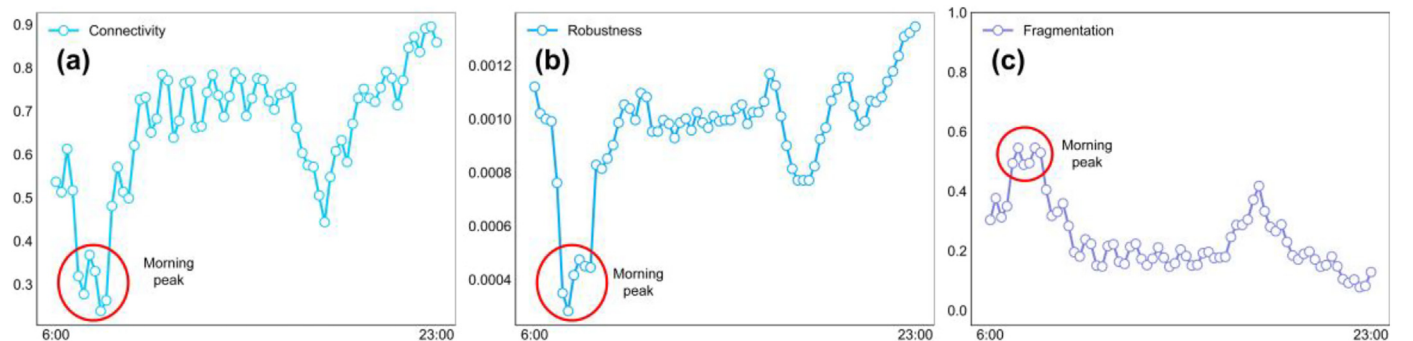 Connectivity
(a)
0.9
0.8
0.7
0.6
0.5
0.4
0.3
Morning
peak
6:00
23:00
Robustness
(b)
0.0012
0.0010
0.0008
0.0006
0.0004
Morning
peak
6:00
23:00
Fragmentation
(c)
1.0
0.8
0.6
0.4
0.2
0.0
Morning
peak
6:00
23:00